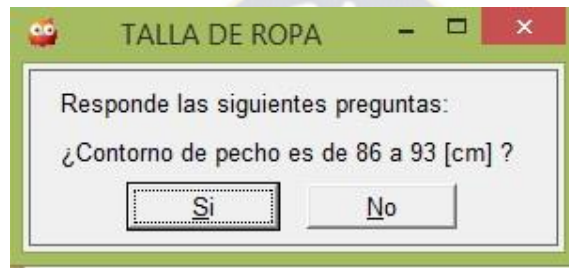 TALLA DE ROPA
Responde las siguientes preguntas:
¿Contorno de pecho es de 86 a 93 [cm] ?
Si No